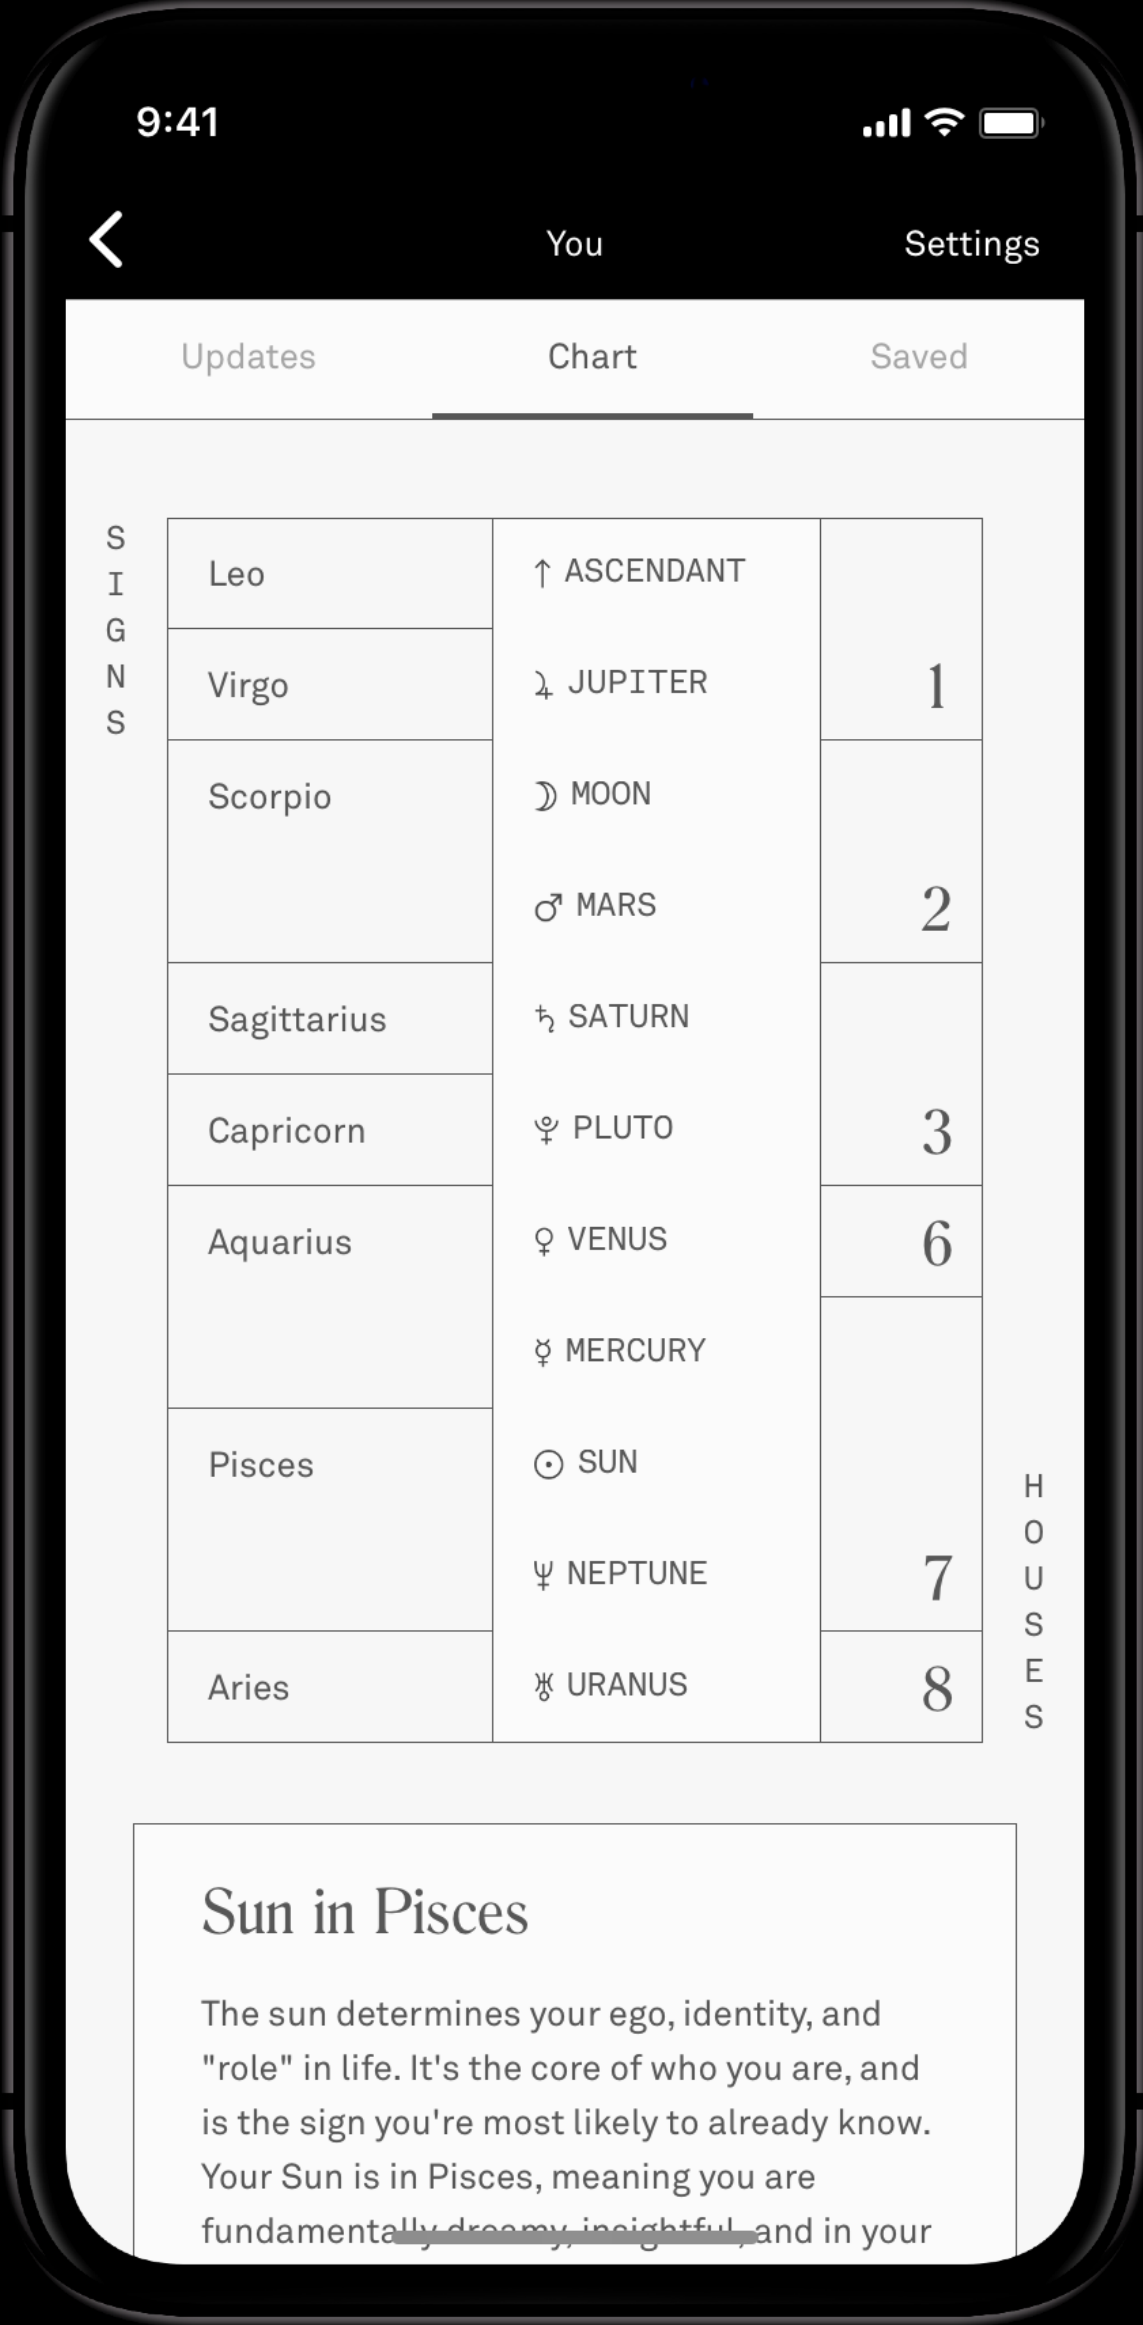 9:41
You
Settings
Updates
Chart
Saved
SIGNS
Leo
↑ ASCENDANT
Virgo
♃ JUPITER
1
Scorpio
☽ MOON
♂ MARS
2
Sagittarius
♄ SATURN
Capricorn
PLUTO
3
Aquarius
♀ VENUS
6
☿ MERCURY
Pisces
☉ SUN
♆ NEPTUNE
7
Aries
♅ URANUS
8
HOUSES
Sun in Pisces
The sun determines your ego, identity, and
"role" in life. It's the core of who you are, and
is the sign you're most likely to already know.
Your Sun is in Pisces, meaning you are
fundamentally dreamy, insightful, and in your